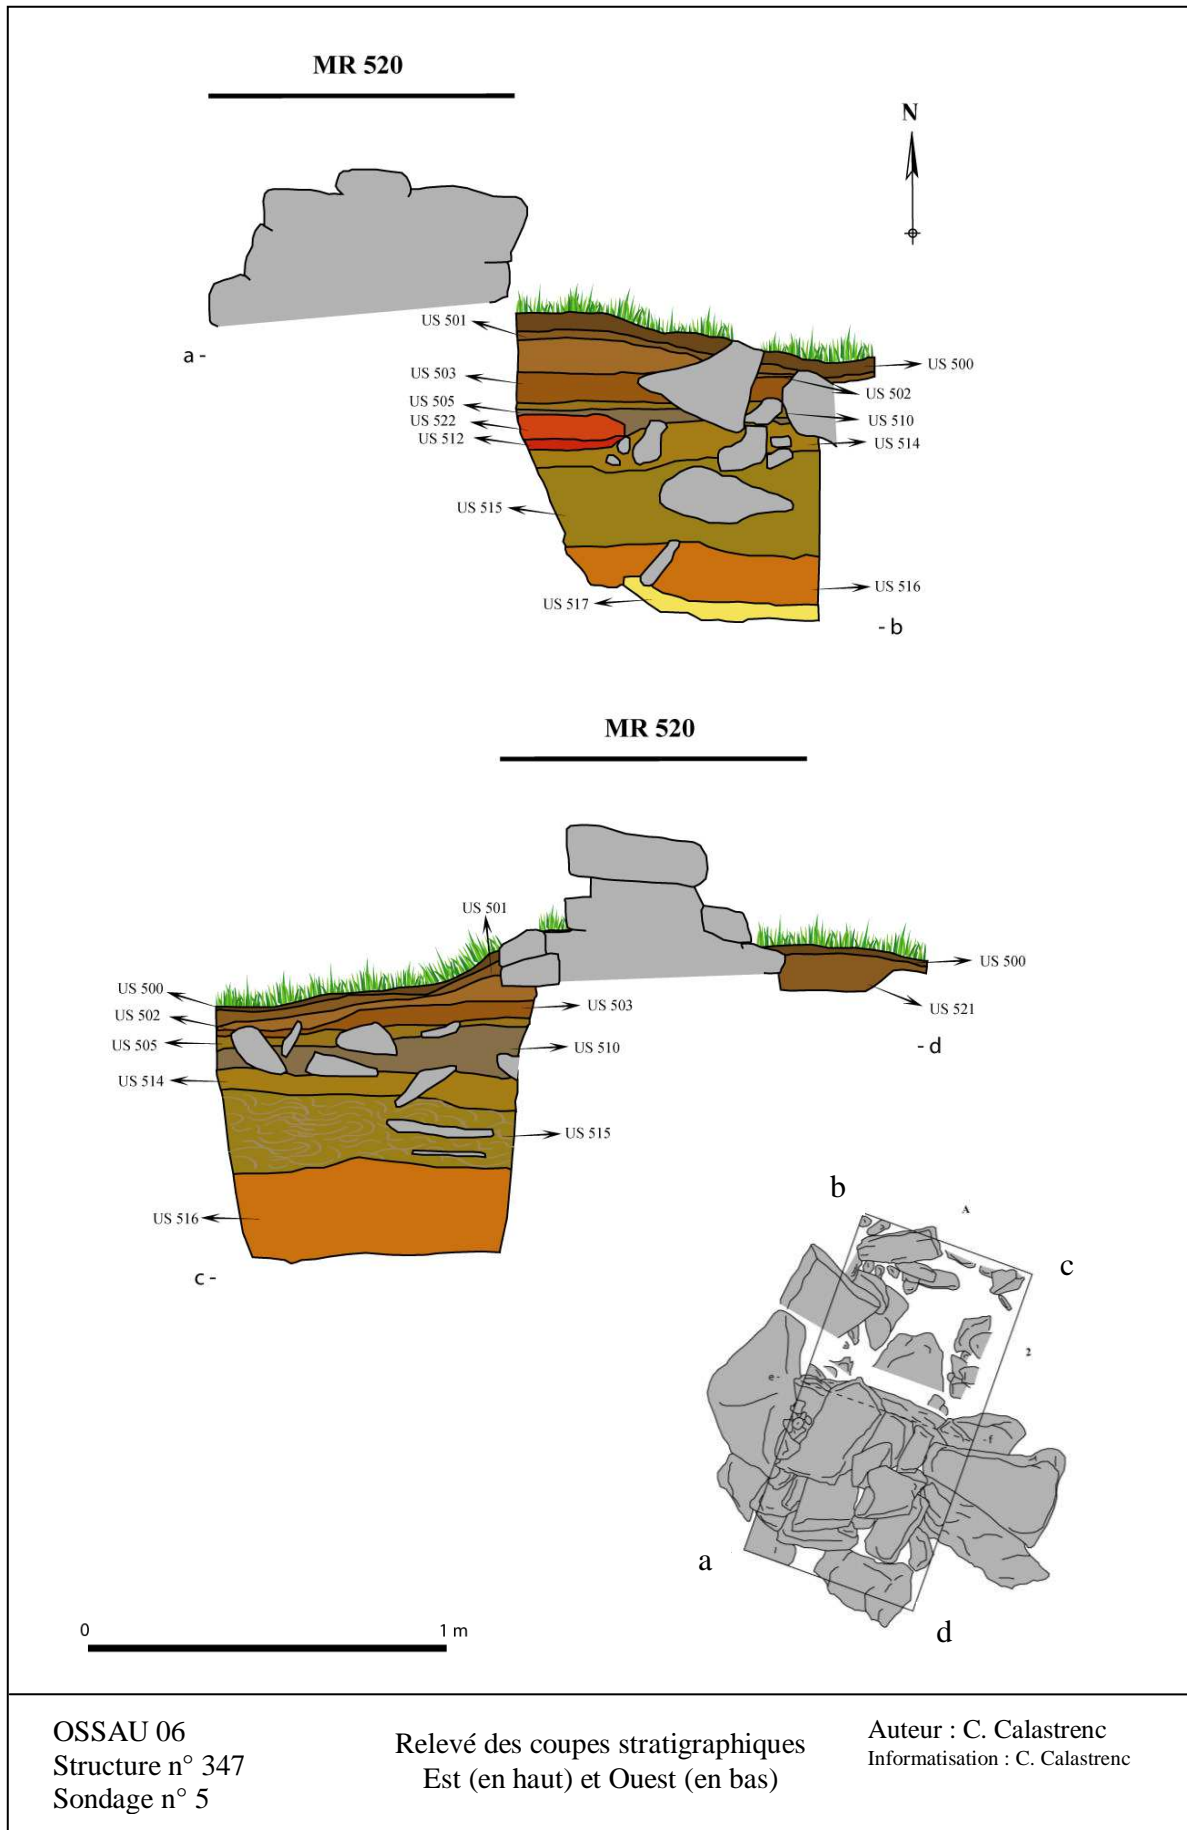 MR 520
N
US 501
a -
US 500
US 503
US 502
US 505
US 510
US 522
US 512
US 514
US 515
US 516
US 517
- b
MR 520
US 501
US 500
US 500
US 502
US 503
US 521
US 505
US 510
- d
US 514
US 515
b
A
US 516
c
c -
2
e -
- f
a
1
d
0
1 m
OSSAU 06
Structure n° 347
Sondage n° 5
Relevé des coupes stratigraphiques
Est (en haut) et Ouest (en bas)
Auteur : C. Calastrenc
Informatisation : C. Calastrenc